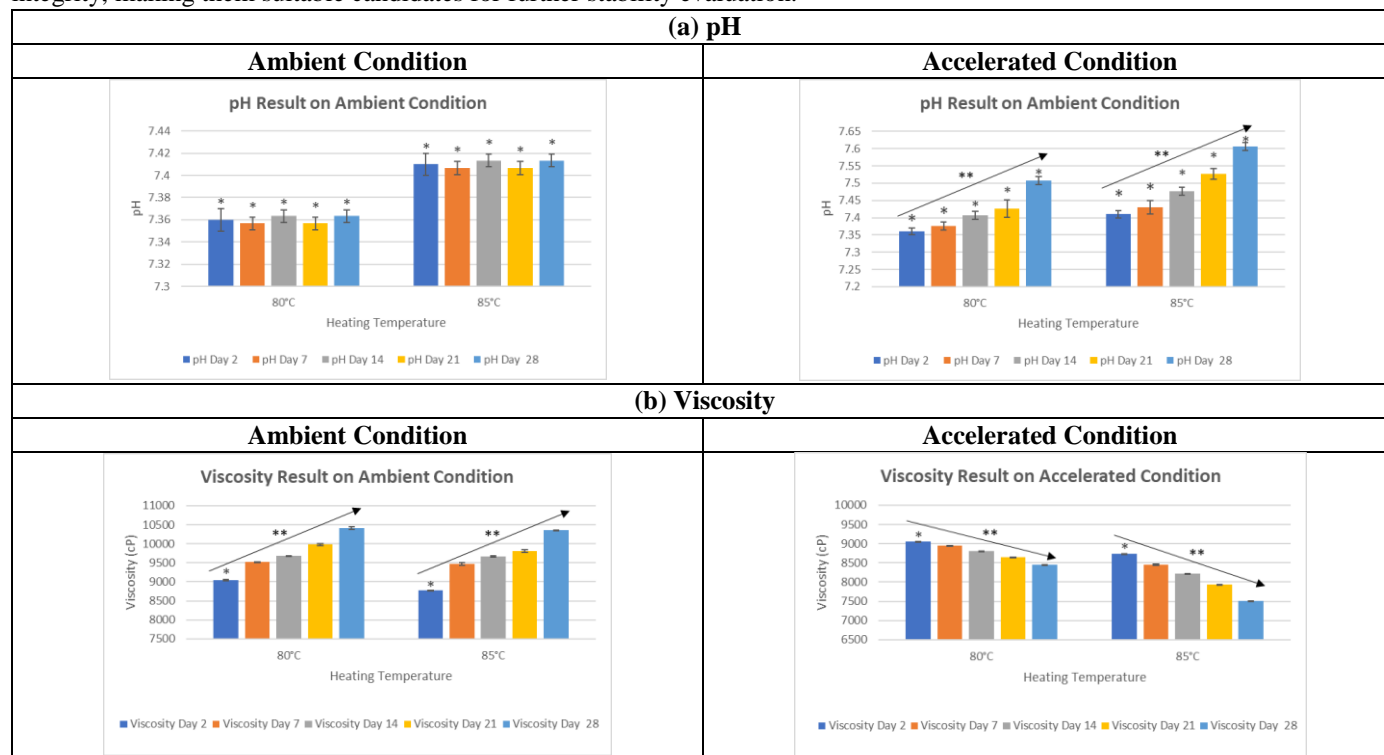 integrity, making them suitable candidates for further stability evaluation.
(a) pH
Ambient Condition
Accelerated Condition
pH Result on Ambient Condition
7.44
7.42
7.4
7.38
7.36
7.34
7.32
7.3
pH
* * * * *
* * * * *
80°C
85°C
Heating Temperature
pH Day 2 pH Day 7 pH Day 14 pH Day 21 pH Day 28
pH Result on Ambient Condition
7.65
7.6
7.55
7.5
7.45
7.4
7.35
7.3
7.25
7.2
pH
**
* * * * *
**
* * * * *
80°C
85°C
Heating Temperature
pH Day 2 pH Day 7 pH Day 14 pH Day 21 pH Day 28
(b) Viscosity
Ambient Condition
Accelerated Condition
Viscosity Result on Ambient Condition
11000
10500
10000
9500
9000
8500
8000
7500
Viscosity (cP)
**
*
**
*
80°C
85°C
Heating Temperature
Viscosity Day 2 Viscosity Day 7 Viscosity Day 14 Viscosity Day 21 Viscosity Day 28
Viscosity Result on Accelerated Condition
10000
9500
9000
8500
8000
7500
7000
6500
Viscosity (cP)
*
**
*
**
80°C
85°C
Heating Temperature
Viscosity Day 2 Viscosity Day 7 Viscosity Day 14 Viscosity Day 21 Viscosity Day 28